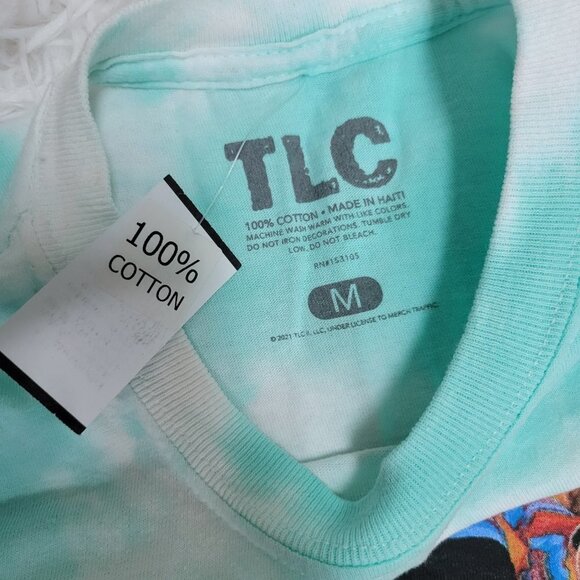 TLC
100% COTTON • MADE IN HAITI
MACHINE WASH WARM WITH LIKE COLORS.
DO NOT IRON DECORATIONS. TUMBLE DRY
LOW. DO NOT BLEACH.
RN#153105
M
© 2021 TLC II, LLC, UNDER LICENSE TO MERCH TRAFFIC.
100%
COTTON